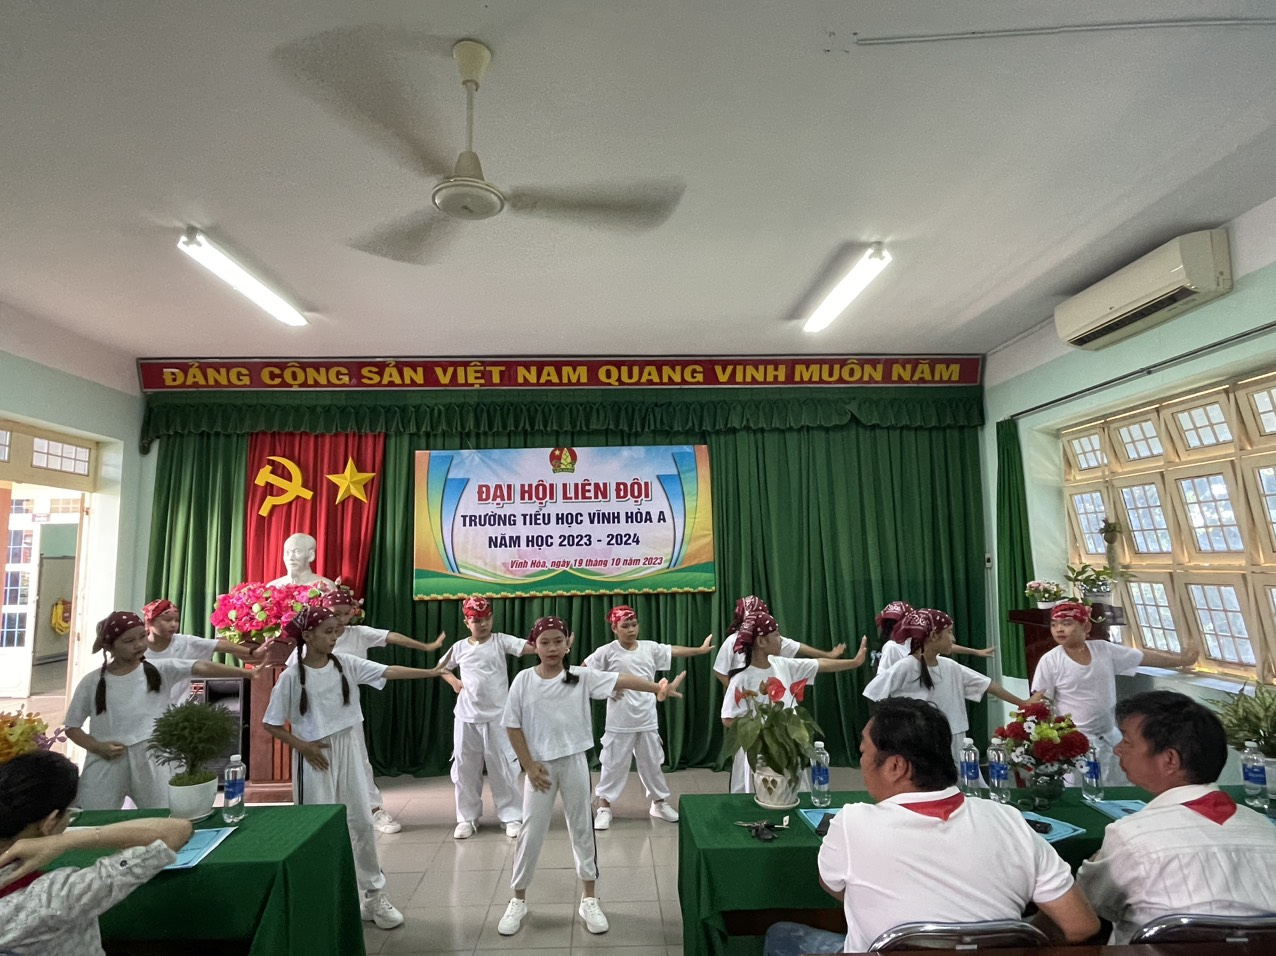 ĐẢNG CỘNG SẢN VIỆT NAM QUANG VINH MUÔN NĂM
ĐẠI HỘI LIÊN ĐỘI
TRƯỜNG TIỂU HỌC VĨNH HÒA A
NĂM HỌC 2023 - 2024
Vĩnh Hòa, ngày 19 tháng 10 năm 2023